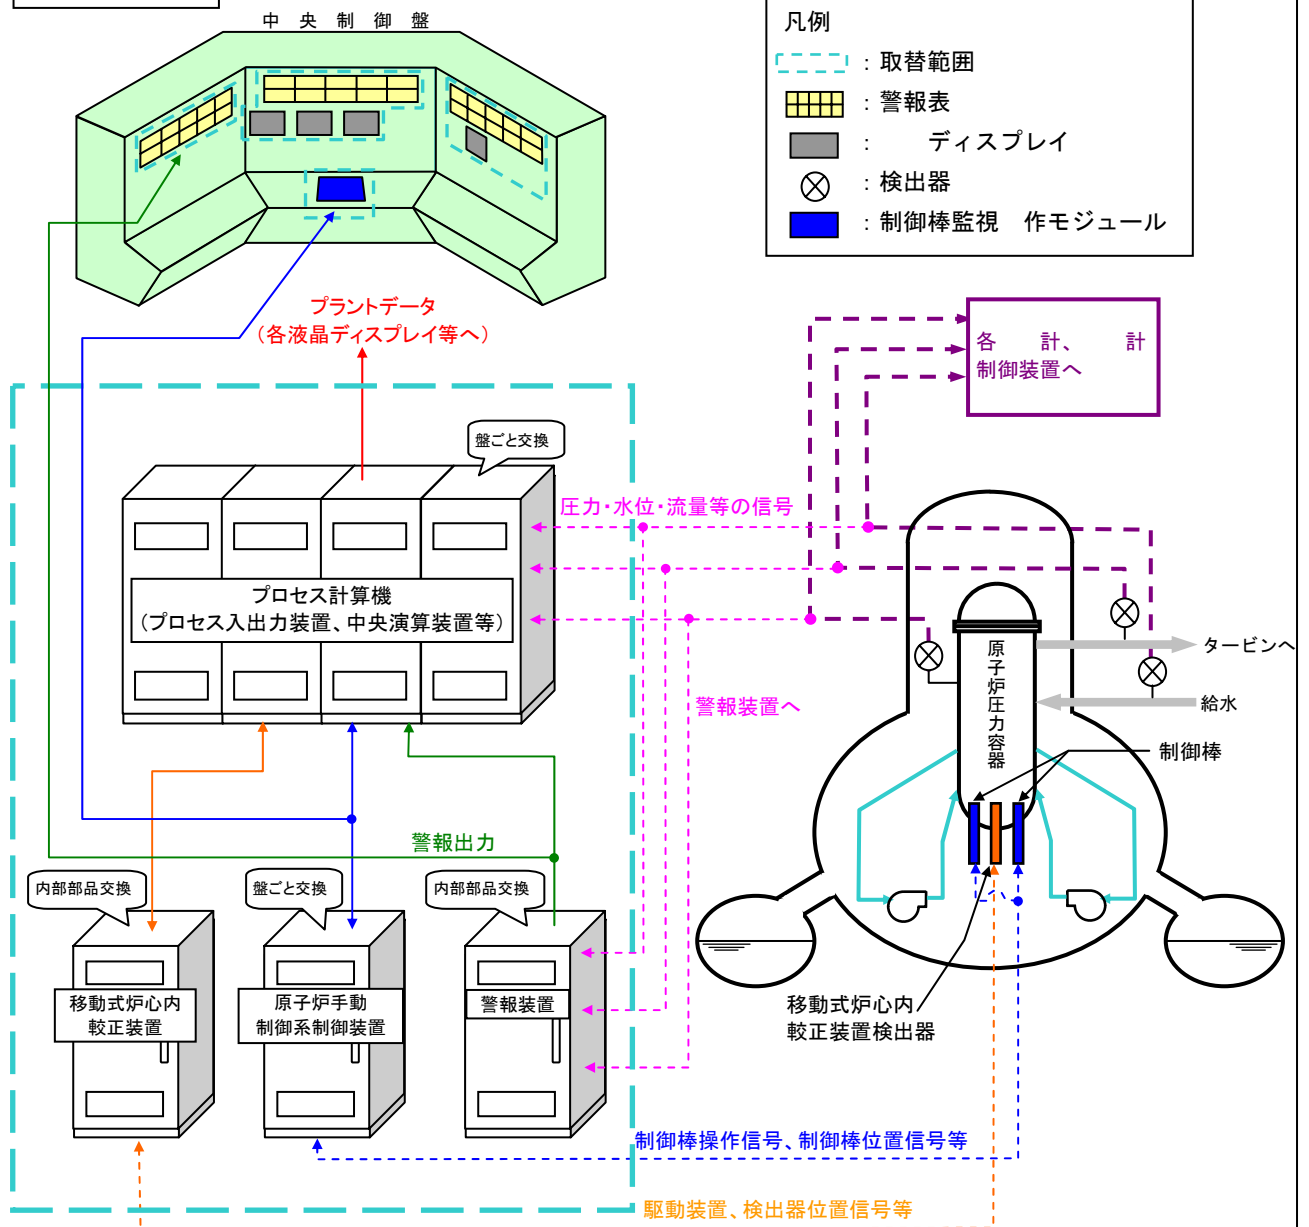 中 央 制 御 盤
凡例
: 取替範囲
: 警報表
: ディスプレイ
: 検出器
: 制御棒監視 作モジュール
プラントデータ
(各液晶ディスプレイ等へ)
各 計、 計
制御装置へ
盤ごと交換
圧力・水位・流量等の信号
プロセス計算機
(プロセス入出力装置、中央演算装置等)
原子炉圧力容器
タービンへ
給水
警報装置へ
制御棒
警報出力
内部部品交換
盤ごと交換
内部部品交換
移動式炉心内
較正装置
原子炉手動
制御系制御装置
警報装置
移動式炉心内
較正装置検出器
制御棒操作信号、制御棒位置信号等
駆動装置、検出器位置信号等